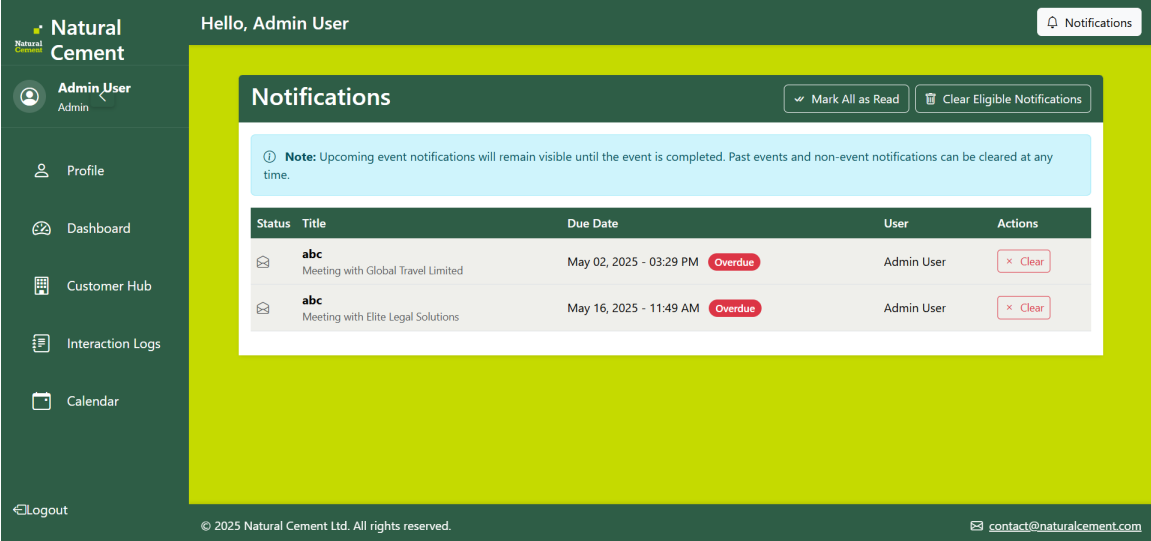 Natural
Cement
Natural
Cement
Admin User
Admin
Profile
Dashboard
Customer Hub
Interaction Logs
Calendar
Logout
Hello, Admin User
Notifications
Notifications
Mark All as Read
Clear Eligible Notifications
Note: Upcoming event notifications will remain visible until the event is completed. Past events and non-event notifications can be cleared at any
time.
Status Title Due Date User Actions
abc
Meeting with Global Travel Limited
May 02, 2025 - 03:29 PM Overdue Admin User × Clear
abc
Meeting with Elite Legal Solutions
May 16, 2025 - 11:49 AM Overdue Admin User × Clear
© 2025 Natural Cement Ltd. All rights reserved.
contact@naturalcement.com